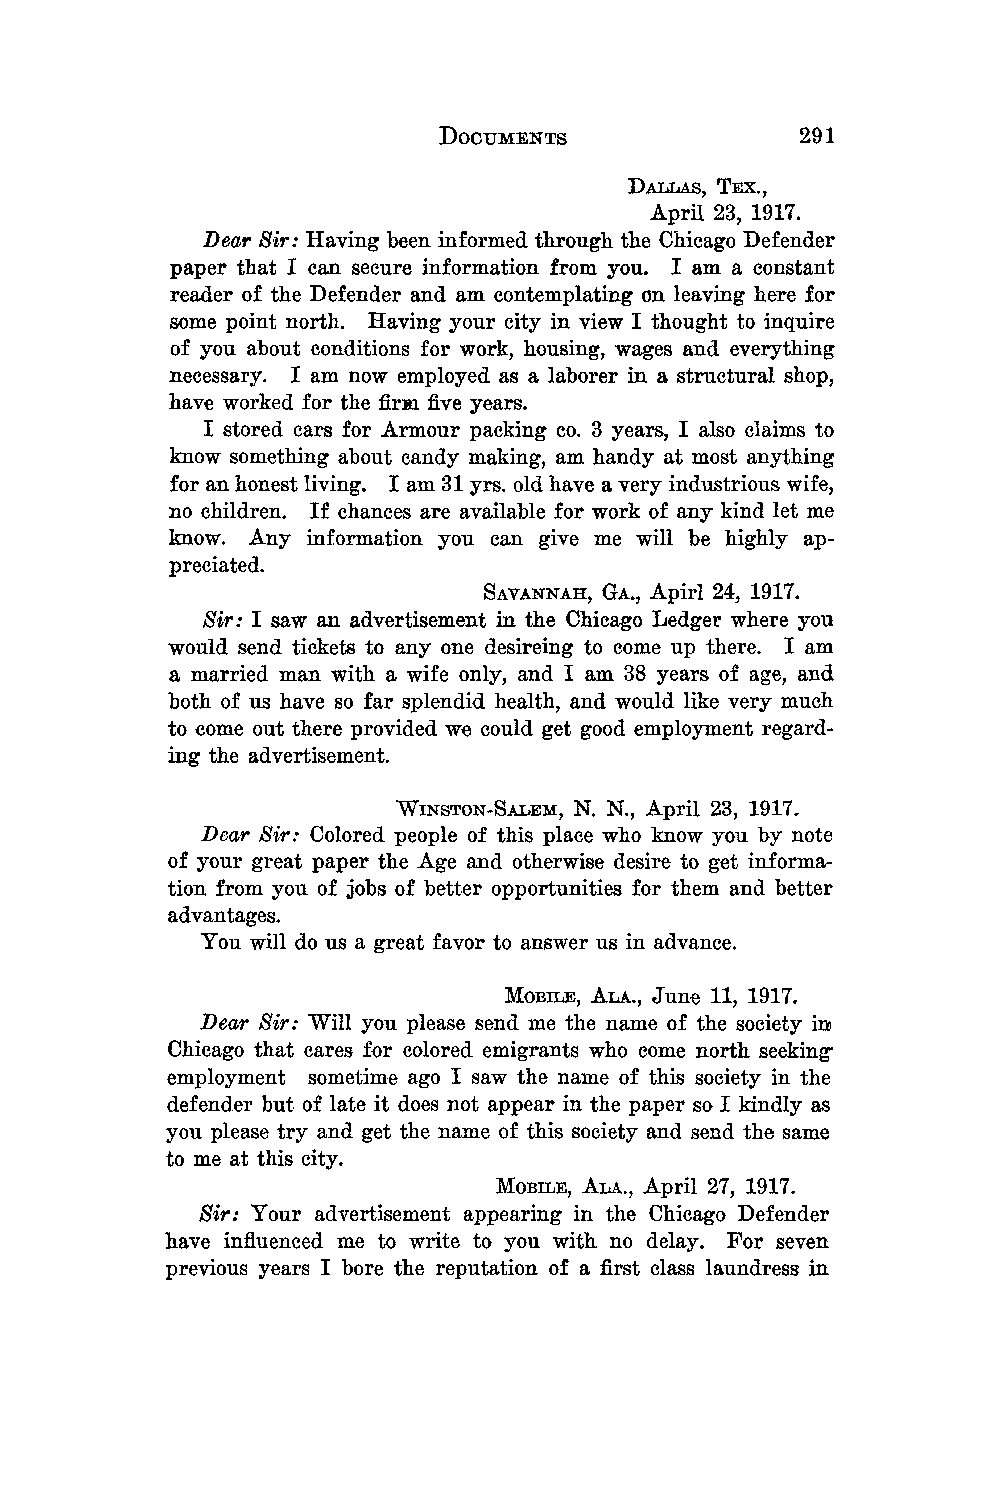 DOCUMENTS 291
DALLAS, TEX.,
April 23, 1917.
Dear Sir: Having been informed through the Chicago Defender
paper that I can secure information from you. I am a constant
reader of the Defender and am contemplating on leaving here for
some point north. Having your city in view I thought to inquire
of you about conditions for work, housing, wages and everything
necessary. I am now employed as a laborer in a structural shop,
have worked for the firm five years.
I stored cars for Armour packing co. 3 years, I also claims to
know something about candy making, am handy at most anything
for an honest living. I am 31 yrs. old have a very industrious wife,
no children. If chances are available for work of any kind let me
know. Any information you can give me will be highly ap-
preciated.
SAVANNAH, GA., Apirl 24, 1917.
Sir: I saw an advertisement in the Chicago Ledger where you
would send tickets to any one desireing to come up there. I am
a married man with a wife only, and I am 38 years of age, and
both of us have so far splendid health, and would like very much
to come out there provided we could get good employment regard-
ing the advertisement.
WINSTON-SALEM, N. N., April 23, 1917.
Dear Sir: Colored people of this place who know you by note
of your great paper the Age and otherwise desire to get informa-
tion from you of jobs of better opportunities for them and better
advantages.
You will do us a great favor to answer us in advance.
MOBILE, ALA., June 11, 1917.
Dear Sir: Will you please send me the name of the society in
Chicago that cares for colored emigrants who come north seeking
employment sometime ago I saw the name of this society in the
defender but of late it does not appear in the paper so I kindly as
you please try and get the name of this society and send the same
to me at this city.
MOBILE, ALA., April 27, 1917.
Sir: Your advertisement appearing in the Chicago Defender
have influenced me to write to you with no delay. For seven
previous years I bore the reputation of a first class laundress in